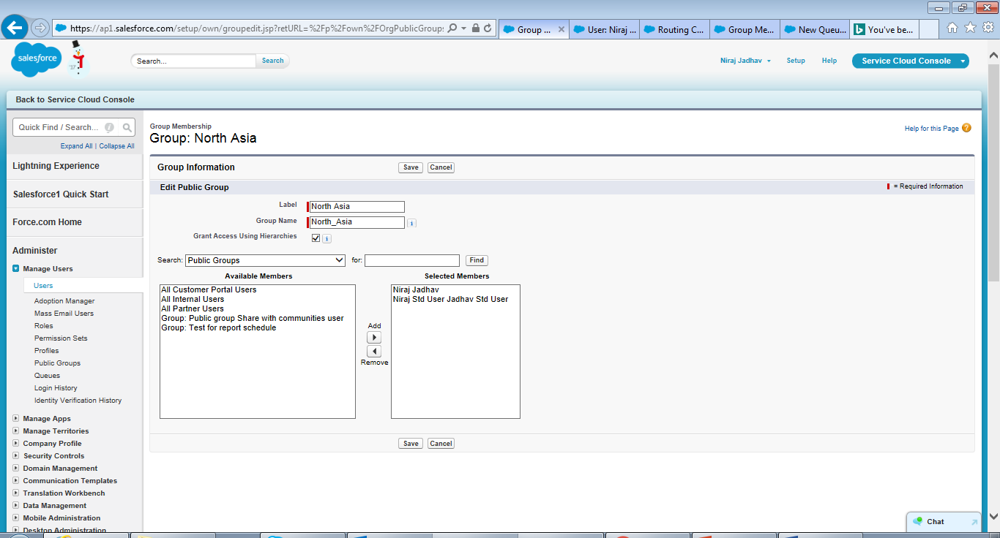 https://ap1.salesforce.com/setup/own/groupedit.jsp?retURL=%2Fp%2Fown%2FOrgPublicGroups
Group ...
User: Niraj ...
Routing C...
Group Me...
New Queu...
You've be...
salesforce
'17
Search...
Search
Niraj Jadhav
Setup
Help
Service Cloud Console
Back to Service Cloud Console
Quick Find / Search...
Expand All | Collapse All
Lightning Experience
Salesforce1 Quick Start
Force.com Home
Administer
Manage Users
Users
Adoption Manager
Mass Email Users
Roles
Permission Sets
Profiles
Public Groups
Queues
Login History
Identity Verification History
Manage Apps
Manage Territories
Company Profile
Security Controls
Domain Management
Communication Templates
Translation Workbench
Data Management
Mobile Administration
Desktop Administration
Group Membership
Group: North Asia
Help for this Page
Group Information
Save
Cancel
Edit Public Group
= Required Information
Label
North Asia
Group Name
North_Asia
Grant Access Using Hierarchies
Search: Public Groups for: Find
Available Members
All Customer Portal Users
All Internal Users
All Partner Users
Group: Public group Share with communities user
Group: Test for report schedule
Add
Remove
Selected Members
Niraj Jadhav
Niraj Std User Jadhav Std User
Save
Cancel
Chat